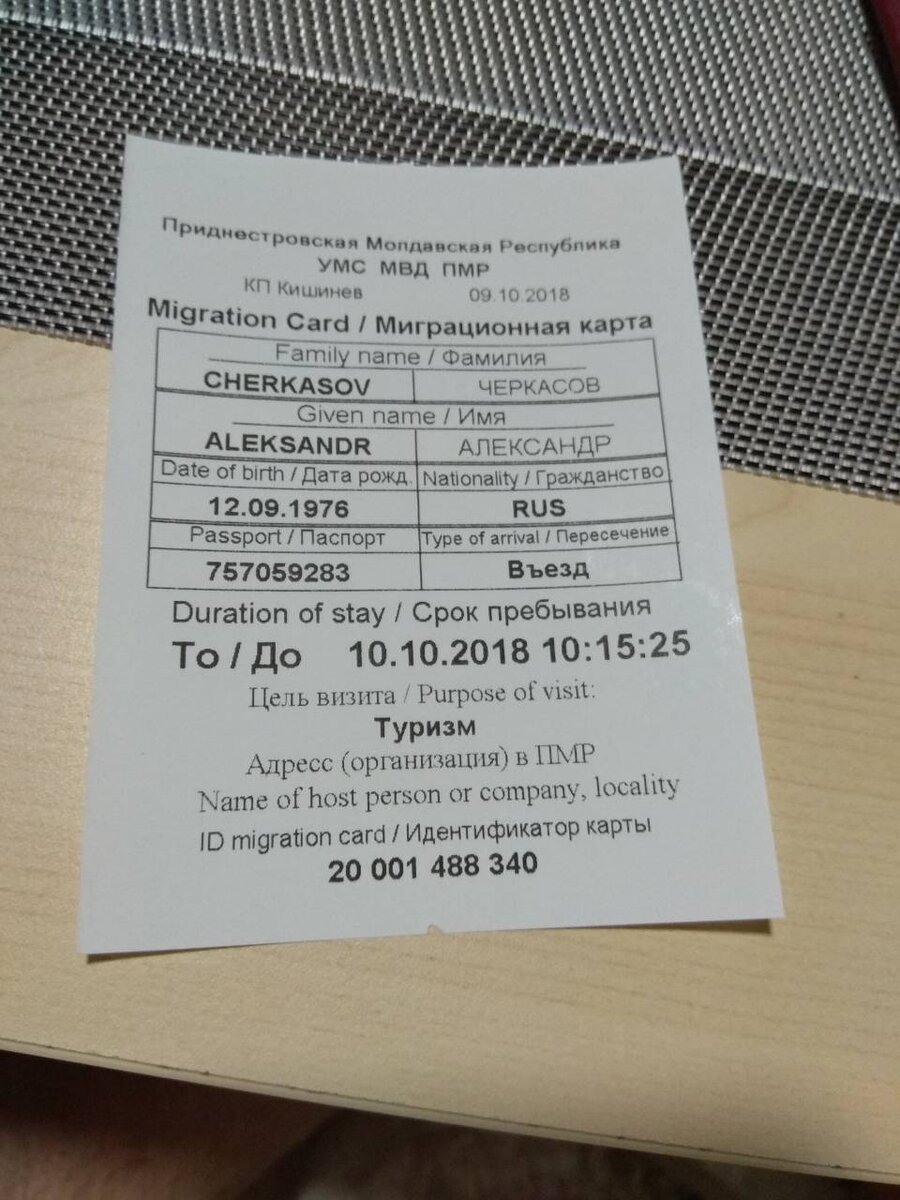 Приднестровская Молдавская Республика
УМС МВД ПМР
КП Кишинев 09.10.2018
Migration Card / Миграционная карта
Family name / Фамилия
CHERKASOV ЧЕРКАСОВ
Given name / Имя
ALEKSANDR АЛЕКСАНДР
Date of birth / Дата рожд. Nationality / Гражданство
12.09.1976 RUS
Passport / Паспорт Type of arrival / Пересечение
757059283 Въезд
Duration of stay / Срок пребывания
To / До 10.10.2018 10:15:25
Цель визита / Purpose of visit:
Туризм
Адресс (организация) в ПМР
Name of host person or company, locality
ID migration card / Идентификатор карты
20 001 488 340